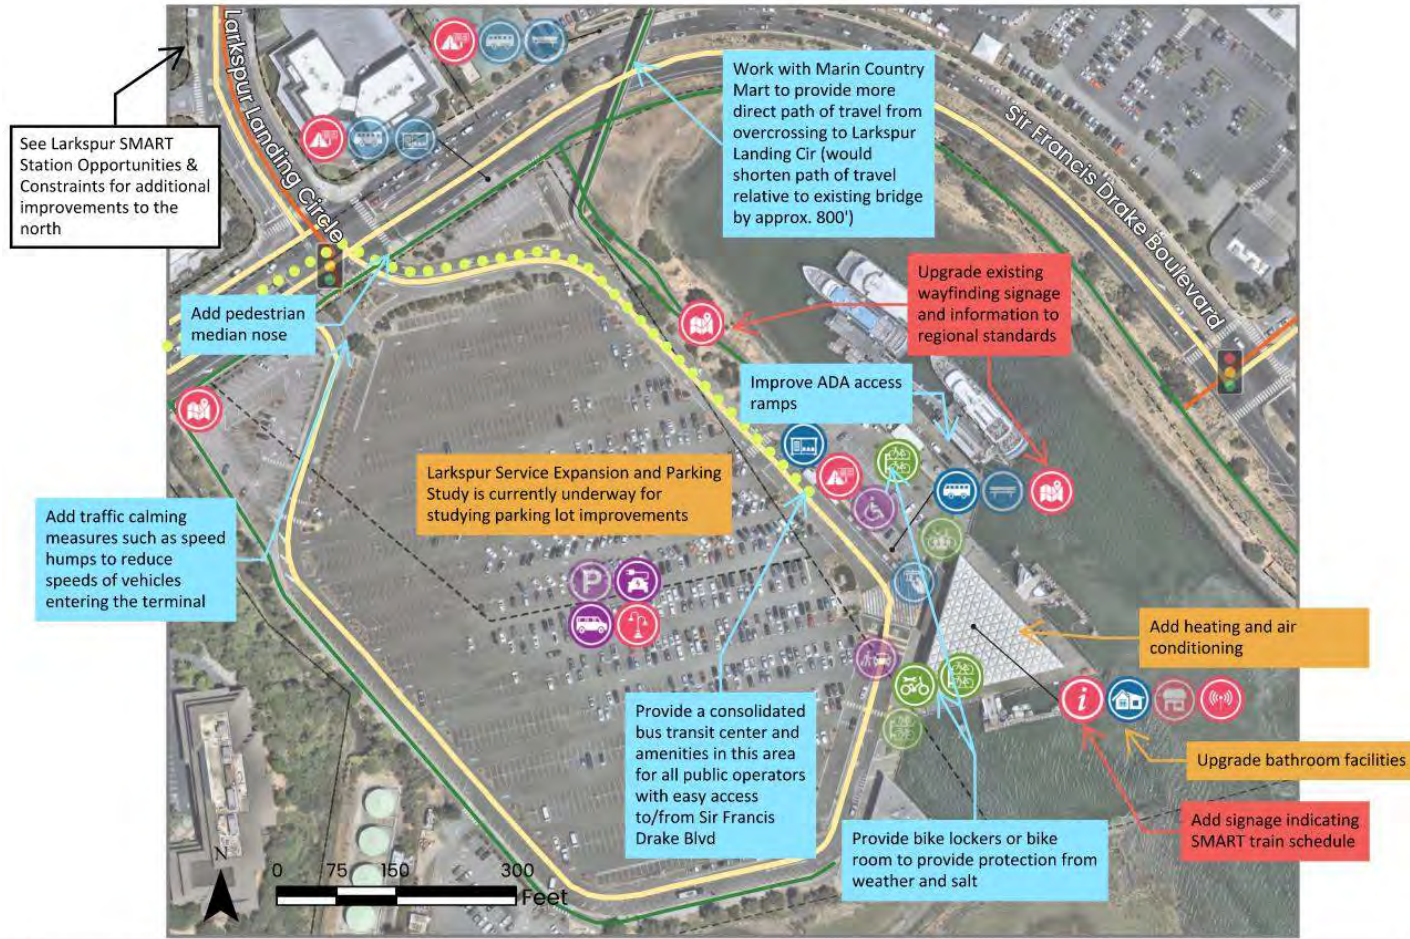 Larkspur Landing Circle
Work with Marin Country
Mart to provide more
direct path of travel from
overcrossing to Larkspur
Landing Cir (would
shorten path of travel
relative to existing bridge
by approx. 800')
Sir Francis Drake Boulevard
See Larkspur SMART
Station Opportunities &
Constraints for additional
improvements to the
north
Upgrade existing
wayfinding signage
and information to
regional standards
Add pedestrian
median nose
Improve ADA access
ramps
Larkspur Service Expansion and Parking
Study is currently underway for
studying parking lot improvements
Add traffic calming
measures such as speed
humps to reduce
speeds of vehicles
entering the terminal
P
Add heating and air
conditioning
i
Provide a consolidated
bus transit center and
amenities in this area
for all public operators
with easy access
to/from Sir Francis
Drake Blvd
Upgrade bathroom facilities
Add signage indicating
SMART train schedule
Provide bike lockers or bike
room to provide protection from
weather and salt
N
0 75 150 300
Feet